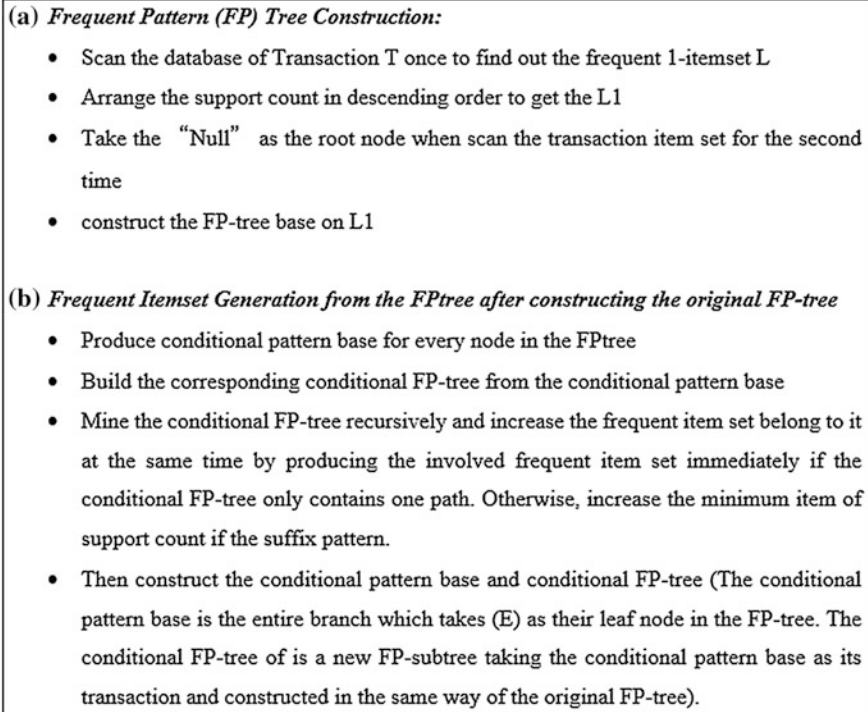 (a) Frequent Pattern (FP) Tree Construction:
• Scan the database of Transaction T once to find out the frequent 1-itemset L
• Arrange the support count in descending order to get the L1
• Take the “Null” as the root node when scan the transaction item set for the second
time
• construct the FP-tree base on L1
(b) Frequent Itemset Generation from the FPtree after constructing the original FP-tree
• Produce conditional pattern base for every node in the FPtree
• Build the corresponding conditional FP-tree from the conditional pattern base
• Mine the conditional FP-tree recursively and increase the frequent item set belong to it
at the same time by producing the involved frequent item set immediately if the
conditional FP-tree only contains one path. Otherwise, increase the minimum item of
support count if the suffix pattern.
• Then construct the conditional pattern base and conditional FP-tree (The conditional
pattern base is the entire branch which takes (E) as their leaf node in the FP-tree. The
conditional FP-tree of is a new FP-subtree taking the conditional pattern base as its
transaction and constructed in the same way of the original FP-tree).